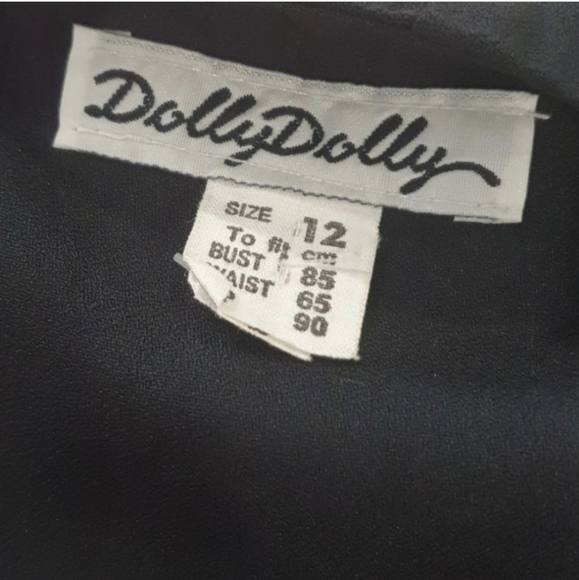 DollyDolly
SIZE 12
To fit cm
BUST 85
WAIST 65
90